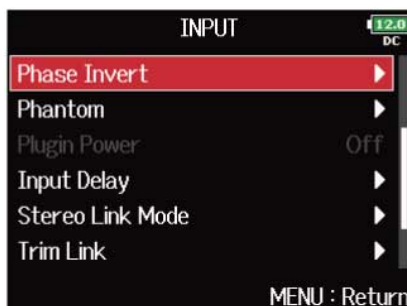 INPUT
12.0
DC
Phase Invert
Phantom
Plugin Power Off
Input Delay
Stereo Link Mode
Trim Link
MENU : Return